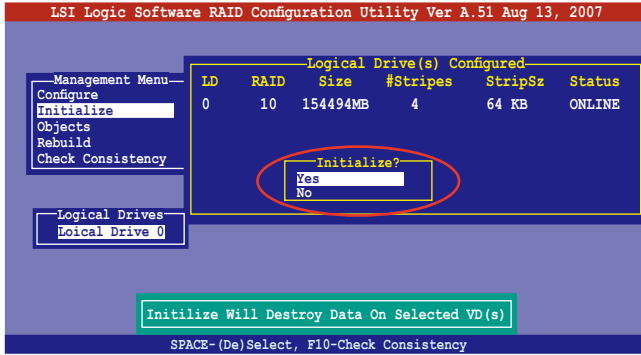 LSI Logic Software RAID Configuration Utility Ver A.51 Aug 13, 2007
Logical Drive(s) Configured
LD RAID Size #Stripes StripSz Status
0 10 154494MB 4 64 KB ONLINE
Management Menu
Configure
Initialize
Objects
Rebuild
Check Consistency
Initialize?
Yes
No
Logical Drives
Loical Drive 0
Initilize Will Destroy Data On Selected VD(s)
SPACE-(De)Select, F10-Check Consistency